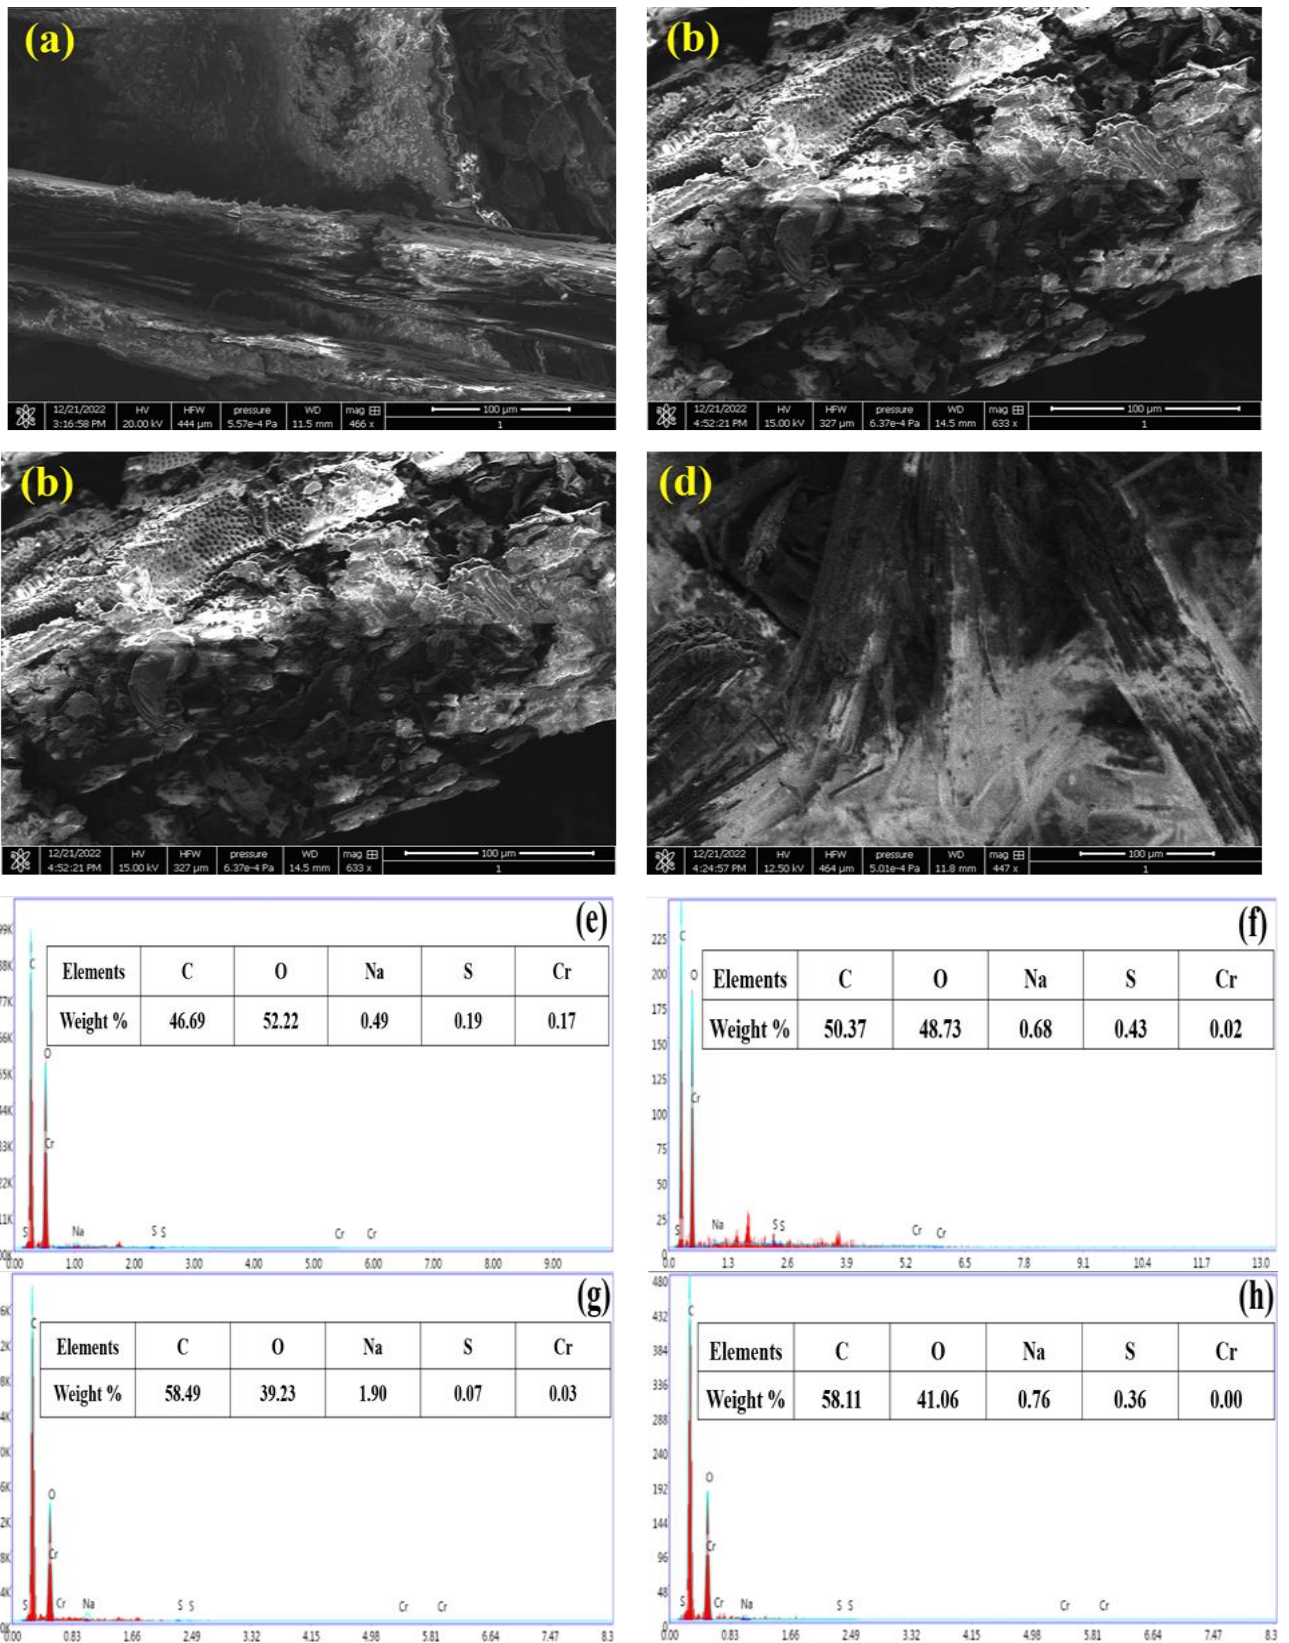 (a)
12/21/2022 HV HFW pressure WD mag
3:16:58 PM 20.00 kV 444 µm 5.57e-4 Pa 11.5 mm 466 x
100 µm
1
(b)
12/21/2022 HV HFW pressure WD mag
4:52:21 PM 15.00 kV 327 µm 6.37e-4 Pa 14.5 mm 633 x
100 µm
1
(b)
12/21/2022 HV HFW pressure WD mag
4:52:21 PM 15.00 kV 327 µm 6.37e-4 Pa 14.5 mm 633 x
100 µm
1
(d)
12/21/2022 HV HFW pressure WD mag
4:24:57 PM 12.50 kV 464 µm 5.01e-4 Pa 11.8 mm 447 x
100 µm
1
(e)
Elements C O Na S Cr
Weight % 46.69 52.22 0.49 0.19 0.17
C
O
Cr
S Na S S Cr Cr
0.00 1.00 2.00 3.00 4.00 5.00 6.00 7.00 8.00 9.00
(f)
225
200
175
150
125
100
75
50
25
0
Elements C O Na S Cr
Weight % 50.37 48.73 0.68 0.43 0.02
C
O
Cr
S Na S S Cr Cr
0.0 1.3 2.6 3.9 5.2 6.5 7.8 9.1 10.4 11.7 13.0
(g)
Elements C O Na S Cr
Weight % 58.49 39.23 1.90 0.07 0.03
C
O
Cr
S Cr Na S S Cr Cr
0.00 0.83 1.66 2.49 3.32 4.15 4.98 5.81 6.64 7.47 8.3
(h)
480
432
384
336
288
240
192
144
96
48
0
Elements C O Na S Cr
Weight % 58.11 41.06 0.76 0.36 0.00
C
O
Cr
S Cr Na S S Cr Cr
0.00 0.83 1.66 2.49 3.32 4.15 4.98 5.81 6.64 7.47 8.3